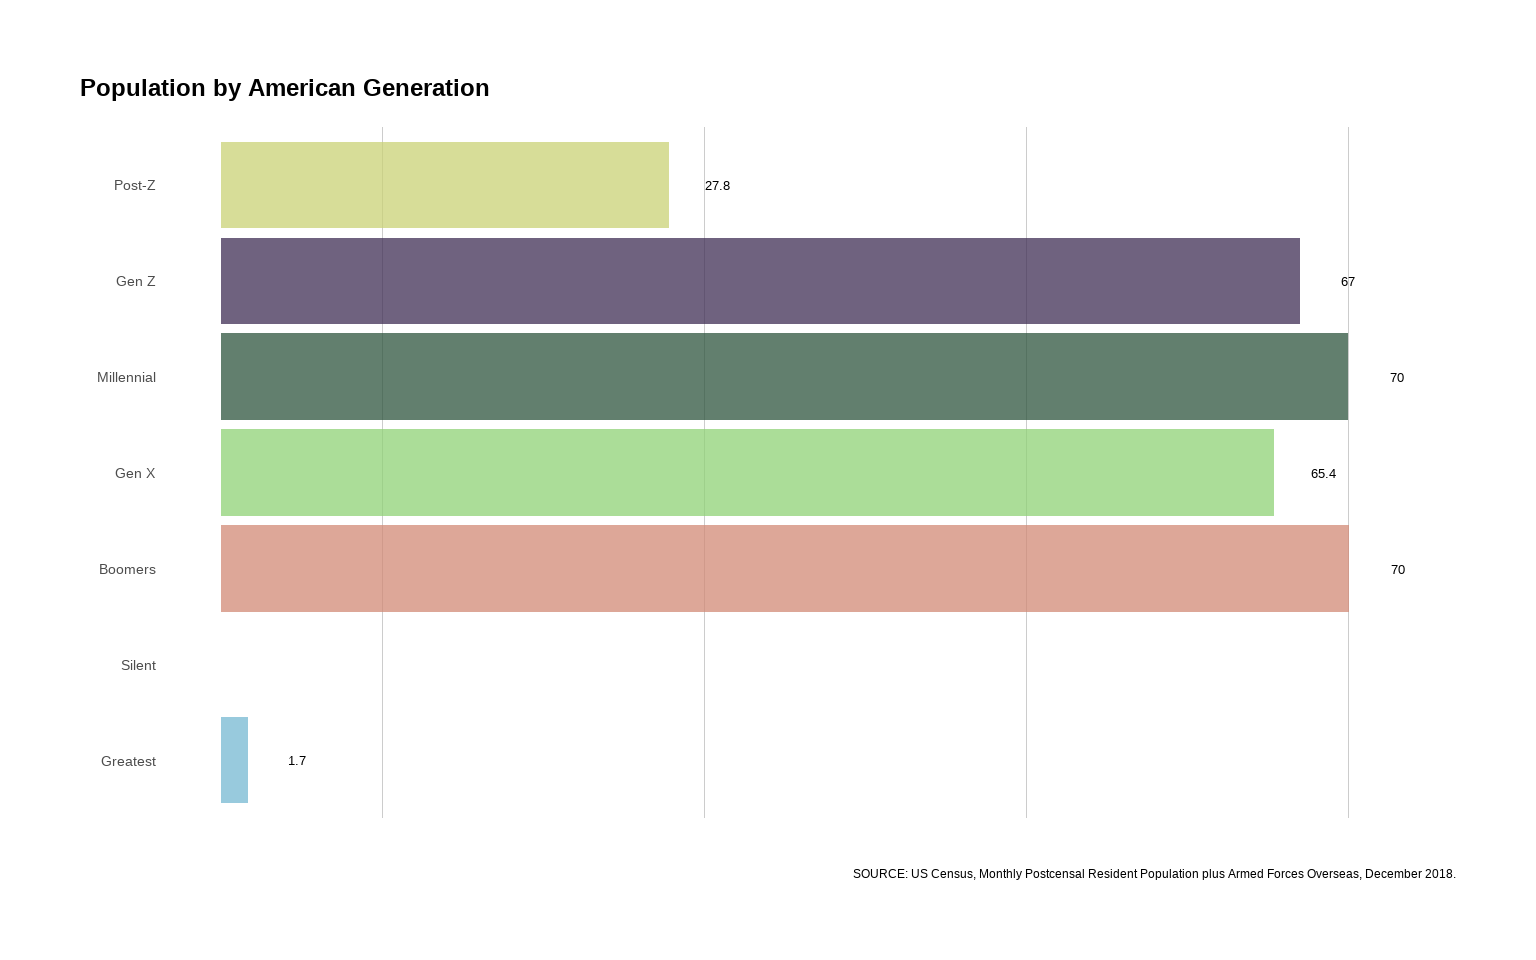 Population by American Generation
Post-Z
27.8
Gen Z
67
Millennial
70
Gen X
65.4
Boomers
70
Silent
Greatest
1.7
SOURCE: US Census, Monthly Postcensal Resident Population plus Armed Forces Overseas, December 2018.